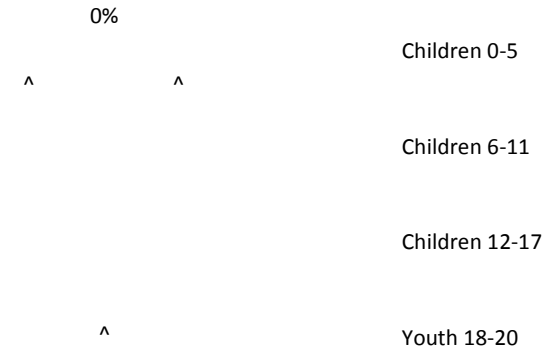 0%
Children 0-5
^ ^
Children 6-11
Children 12-17
^
Youth 18-20